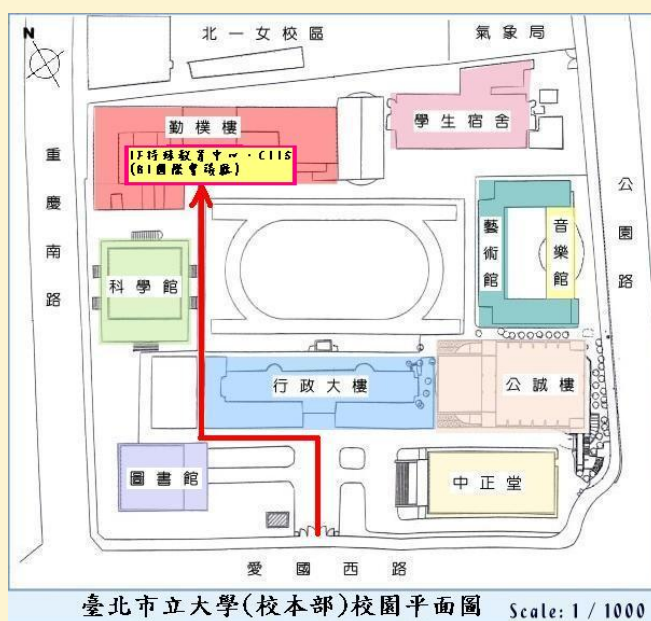 N
北一女校區
氣象局
勤樸樓
1F特殊教育中心·C115
(B1國際會議廳)
學生宿舍
重慶南路
公園路
藝術館
音樂館
科學館
行政大樓
公誠樓
圖書館
中正堂
愛國西路
臺北市立大學(校本部)校園平面圖 Scale: 1 / 1000